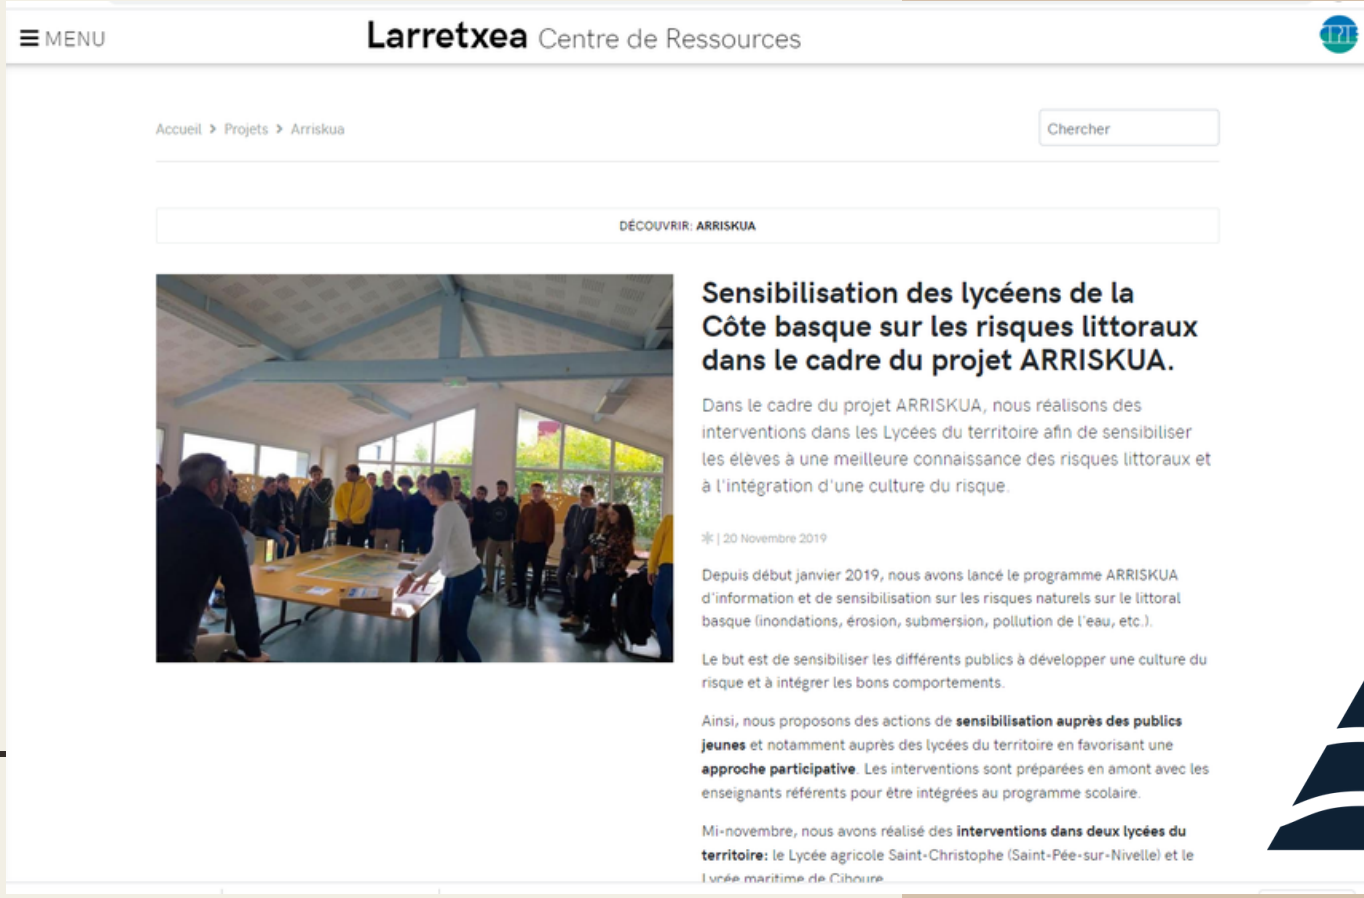 MENU
Larretxea Centre de Ressources
CPIE
Accueil > Projets > Arriskua
Chercher
DÉCOUVRIR: ARRISKUA
Sensibilisation des lycéens de la
Côte basque sur les risques littoraux
dans le cadre du projet ARRISKUA.
Dans le cadre du projet ARRISKUA, nous réalisons des
interventions dans les Lycées du territoire afin de sensibiliser
les élèves à une meilleure connaissance des risques littoraux et
à l'intégration d'une culture du risque.
| 20 Novembre 2019
Depuis début janvier 2019, nous avons lancé le programme ARRISKUA
d'information et de sensibilisation sur les risques naturels sur le littoral
basque (inondations, érosion, submersion, pollution de l'eau, etc.).
Le but est de sensibiliser les différents publics à développer une culture du
risque et à intégrer les bons comportements.
Ainsi, nous proposons des actions de sensibilisation auprès des publics
jeunes et notamment auprès des lycées du territoire en favorisant une
approche participative. Les interventions sont préparées en amont avec les
enseignants référents pour être intégrées au programme scolaire.
Mi-novembre, nous avons réalisé des interventions dans deux lycées du
territoire: le Lycée agricole Saint-Christophe (Saint-Pée-sur-Nivelle) et le
Lycée maritime de Ciboure